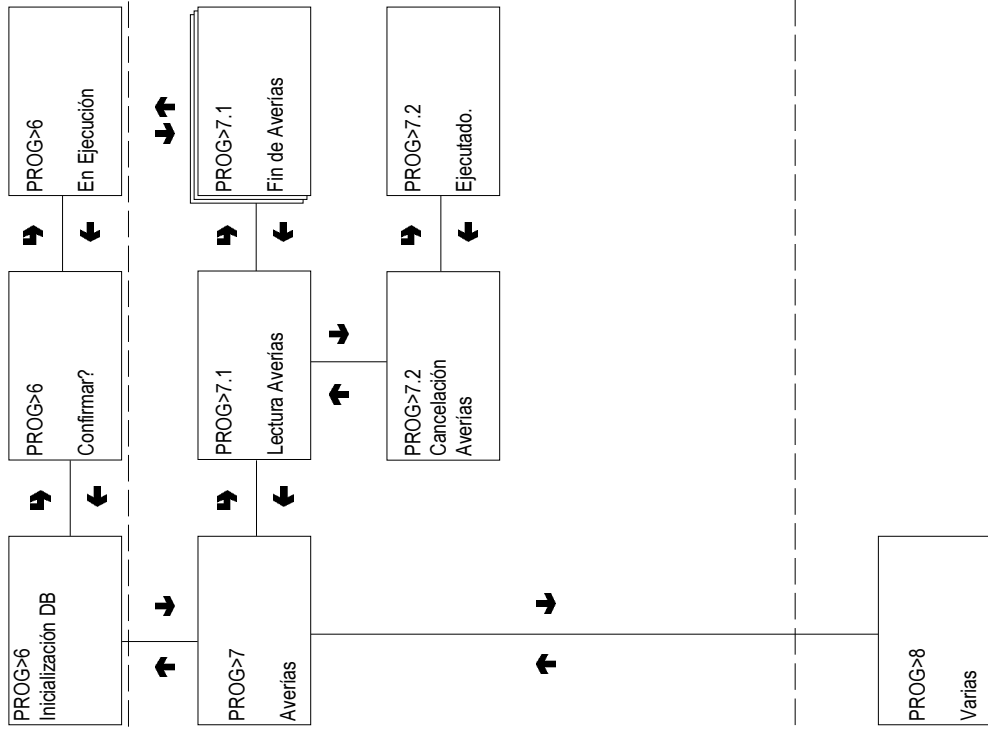 PROG>6
Inicialización DB
PROG>6
Confirmar?
PROG>6
En Ejecución
PROG>7
Averías
PROG>7.1
Lectura Averías
PROG>7.1
Fin de Averías
PROG>7.2
Cancelación
Averías
PROG>7.2
Ejecutado.
PROG>8
Varias